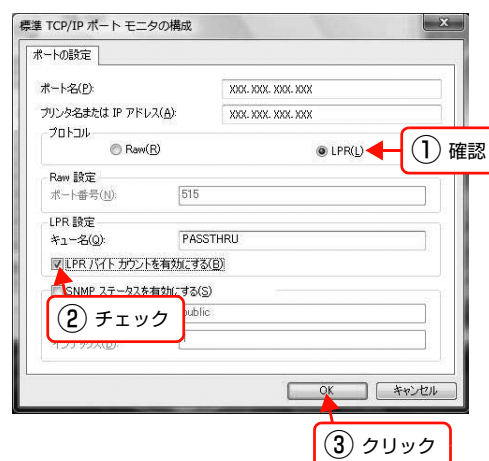 標準 TCP/IP ポート モニタの構成
ポートの設定
ポート名(P):
XXX. XXX. XXX. XXX
プリンタ名または IP アドレス(A):
XXX. XXX. XXX. XXX
プロトコル
Raw(R)
LPR(L)
① 確認
Raw 設定
ポート番号(N):
515
LPR 設定
キュー名(Q):
PASSTHRU
LPR バイト カウントを有効にする(B)
SNMP ステータスを有効にする(S)
② チェック
public
1
OK
キャンセル
③ クリック